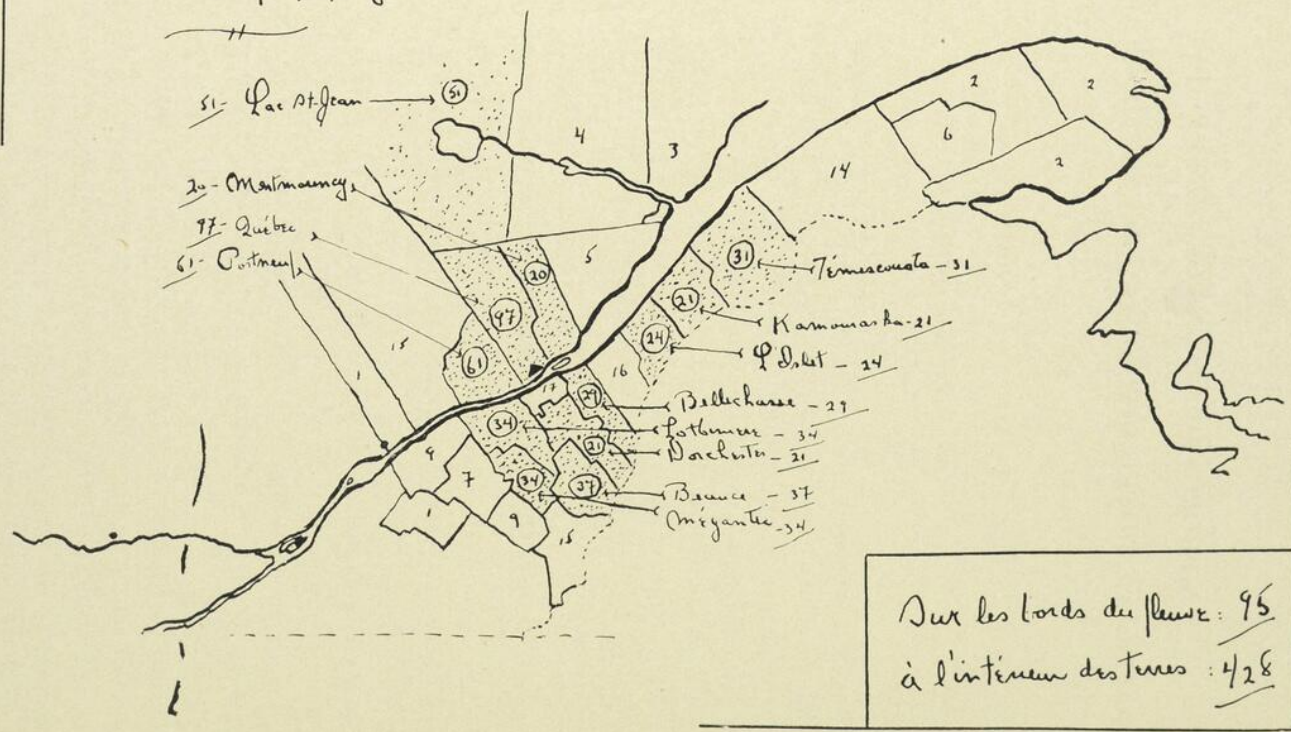 51 - Lac St-Jean
51
20 - Montmorency
97 - Québec
61 - Portneuf
4
3
2
2
6
2
14
5
20
97
31
Témiscouata - 31
21
Kamouraska - 21
24
L'Islet - 24
16
15
1
61
17
29
Bellechasse - 29
34
Lotbinière - 34
21
Dorchester - 21
34
37
Beauce - 37
Mégantic - 34
9
7
1
9
15
Sur les bords du fleuve : 95
à l'intérieur des terres : 428